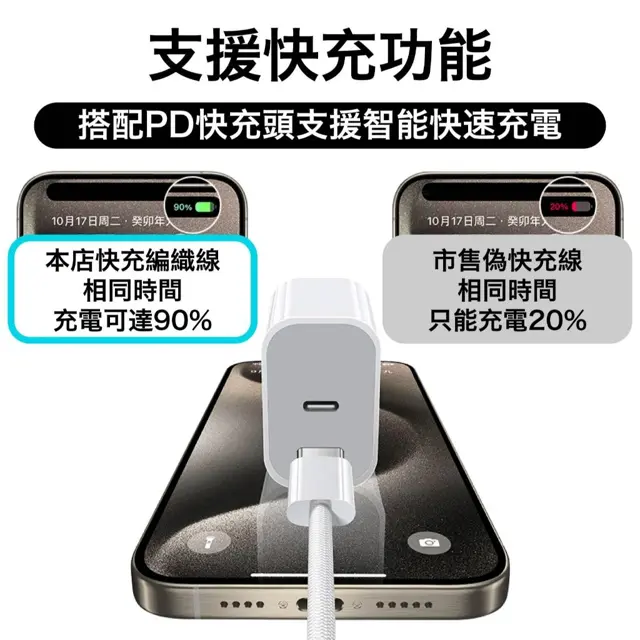 支援快充功能
搭配PD快充頭支援智能快速充電
90%
10月17日周二・癸卯年
20%
10月17日周二・癸卯年
本店快充編織線
相同時間
充電可達90%
市售偽快充線
相同時間
只能充電20%